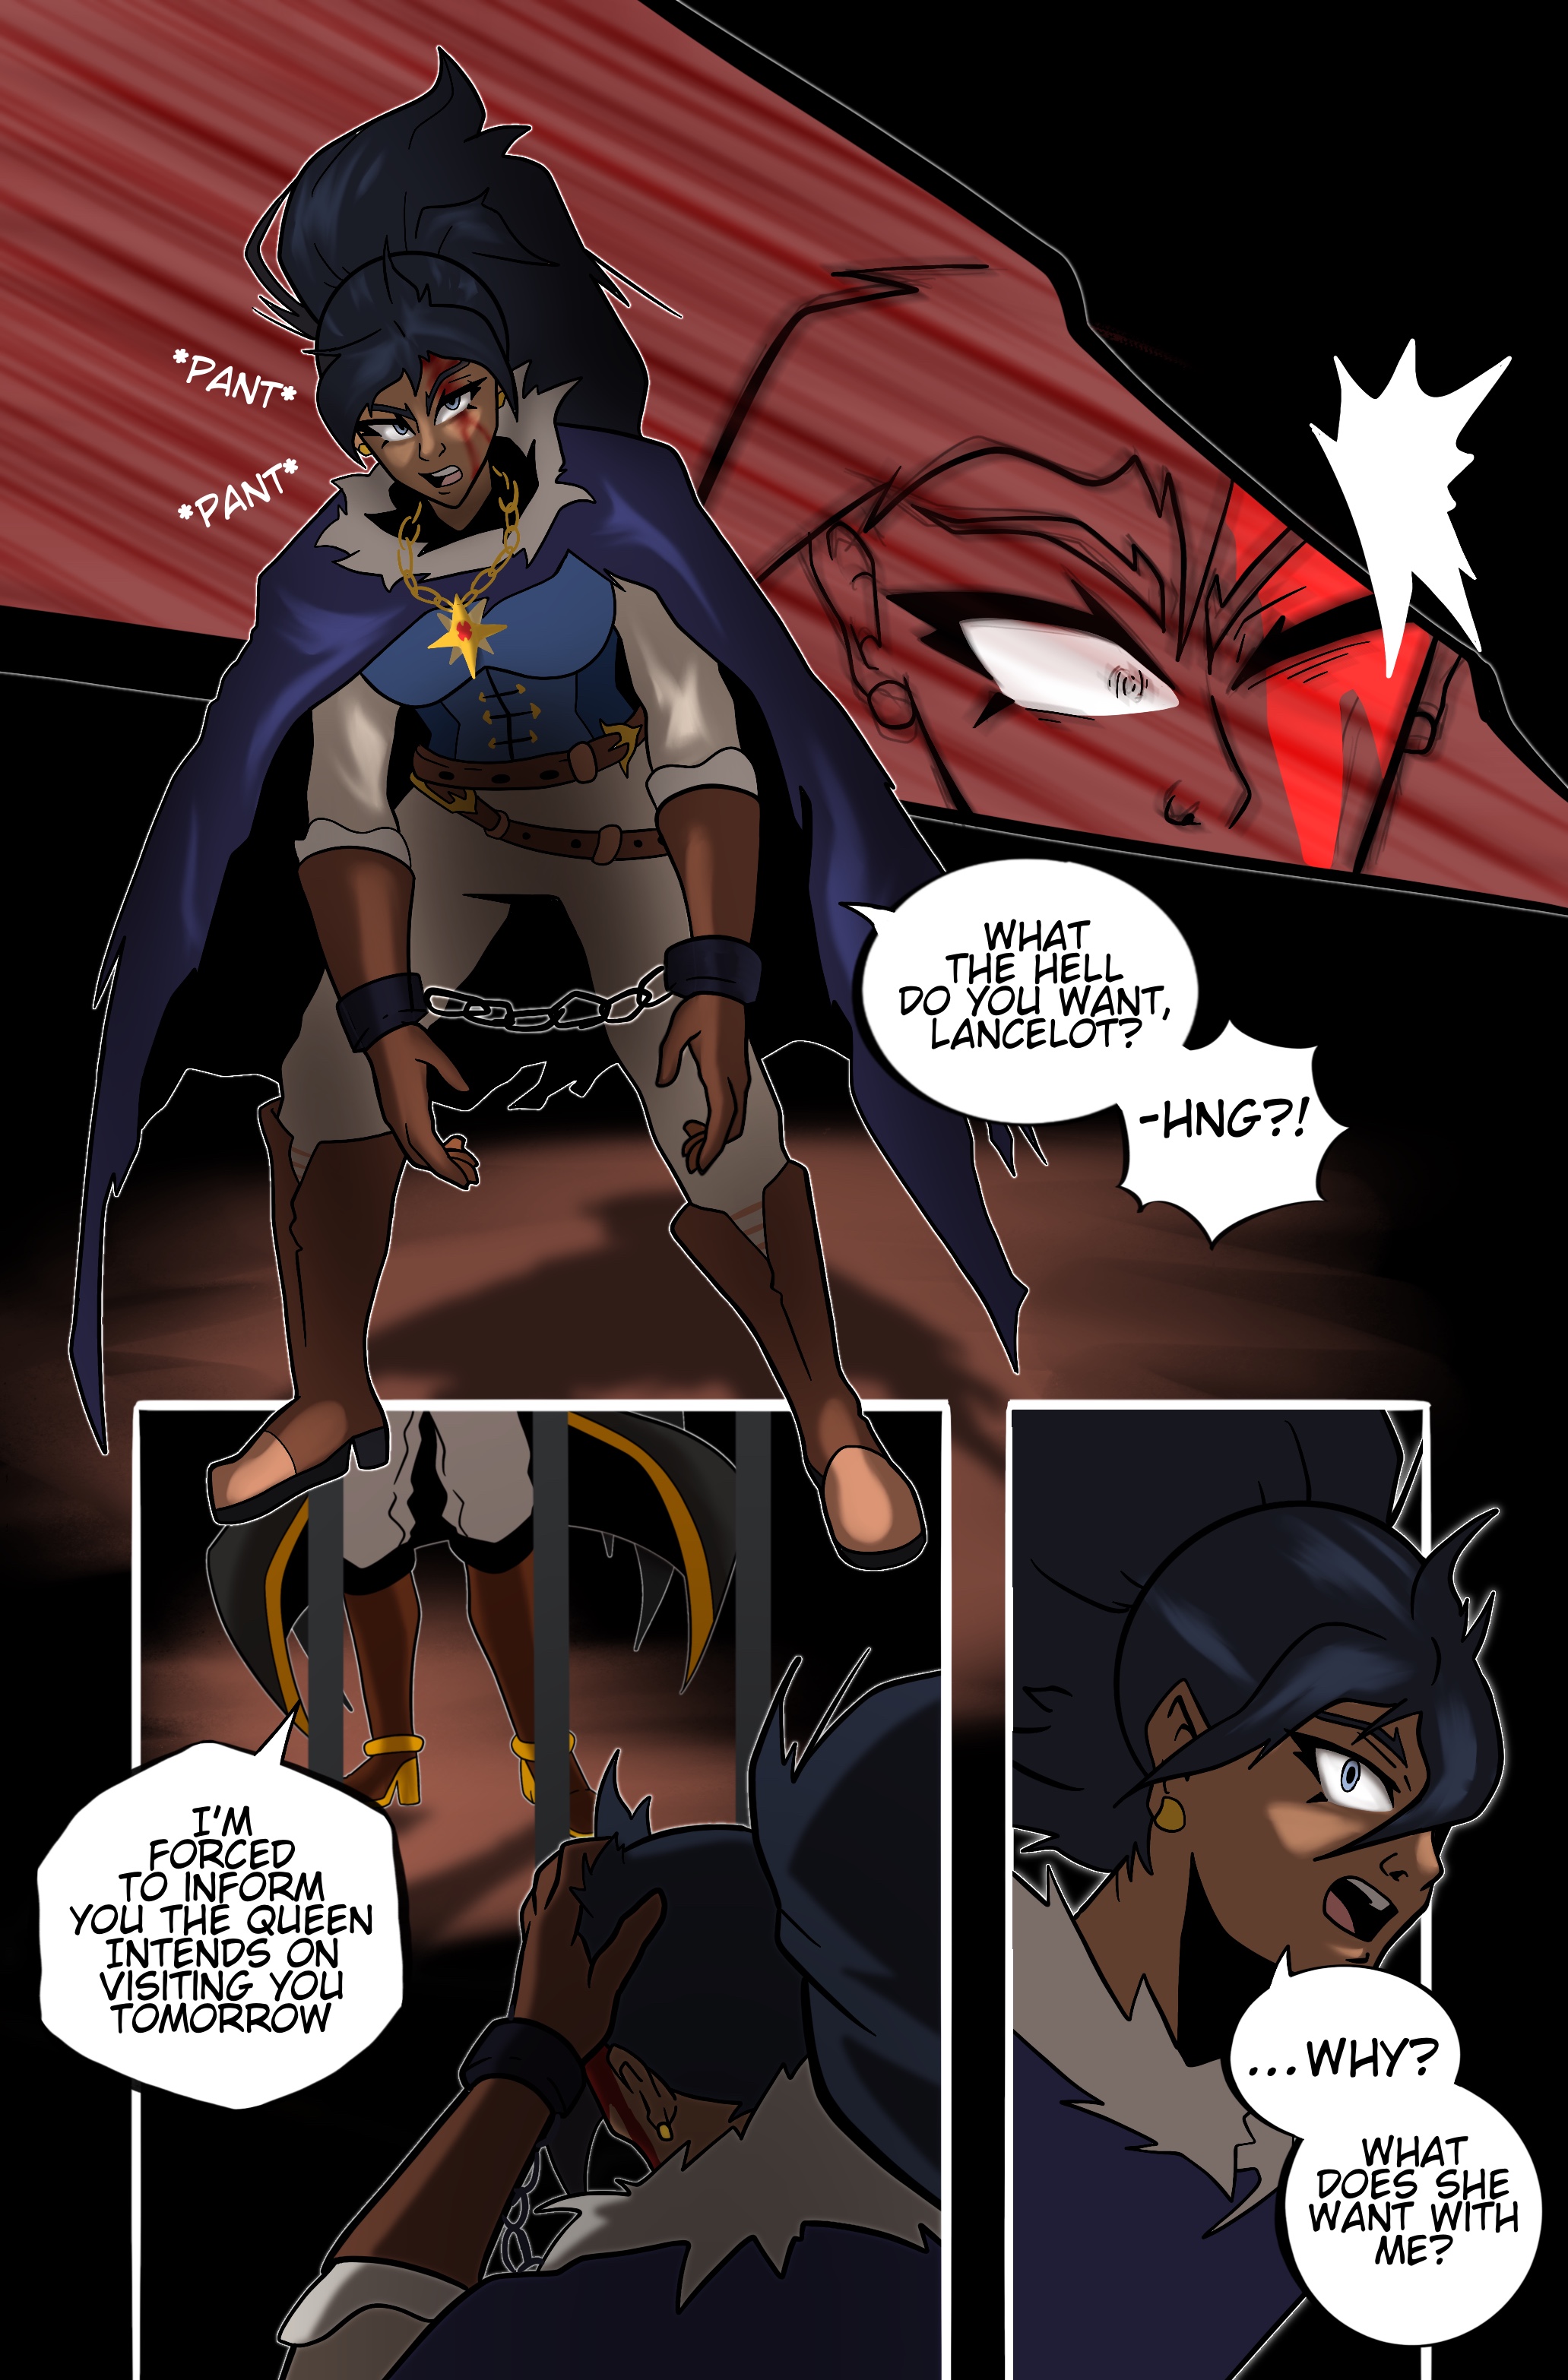 *PANT*
*PANT*
WHAT
THE HELL
DO YOU WANT,
LANCELOT?
-HNG?!
I'M
FORCED
TO INFORM
YOU THE QUEEN
INTENDS ON
VISITING YOU
TOMORROW
...WHY?
WHAT
DOES SHE
WANT WITH
ME?